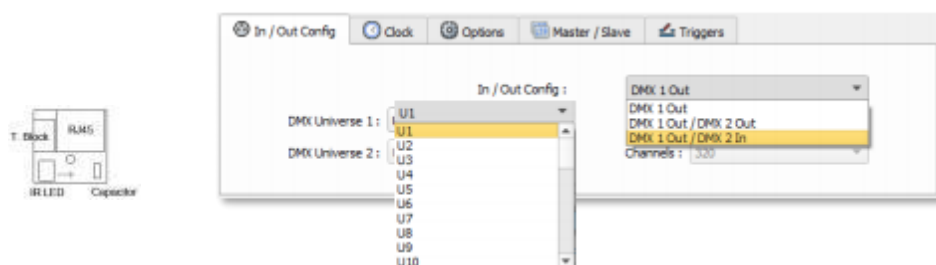 In / Out Config
Clock
Options
Master / Slave
Triggers
In / Out Config :
DMX 1 Out
DMX 1 Out
DMX 1 Out / DMX 2 Out
DMX 1 Out / DMX 2 In
Channels : 320
DMX Universe 1 :
U1
DMX Universe 2 :
U1
U2
U3
U4
U5
U6
U7
U8
U9
U10
T. Block
RJ45
IR LED
Capacitor